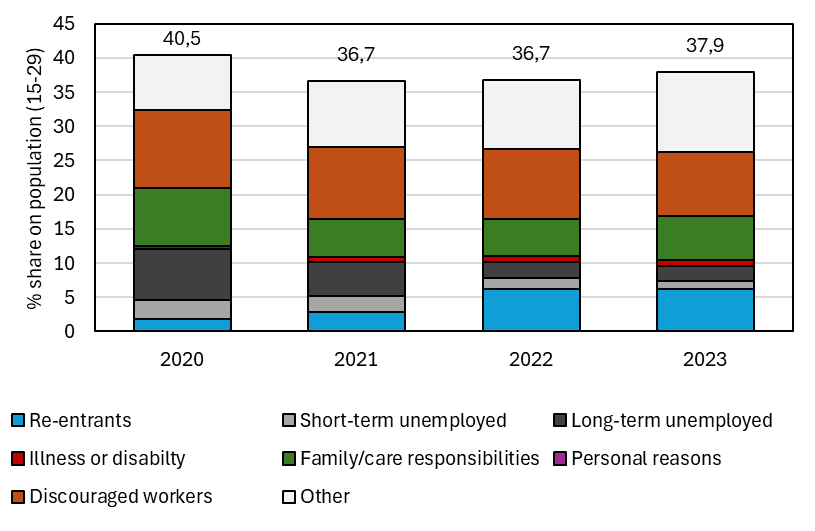 % share on population (15-29)
45
40
35
30
25
20
15
10
5
0
40,5
36,7
36,7
37,9
2020
2021
2022
2023
Re-entrants
Short-term unemployed
Long-term unemployed
Illness or disabilty
Family/care responsibilities
Personal reasons
Discouraged workers
Other